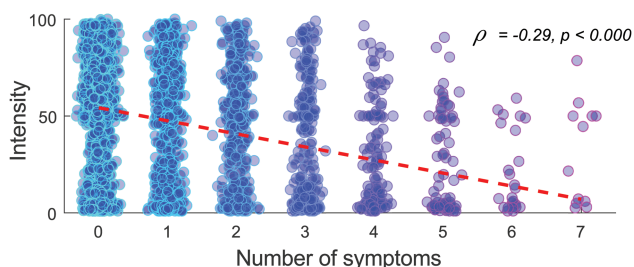 100
ρ = -0.29, p < 0.000
Intensity
50
0
0 1 2 3 4 5 6 7
Number of symptoms